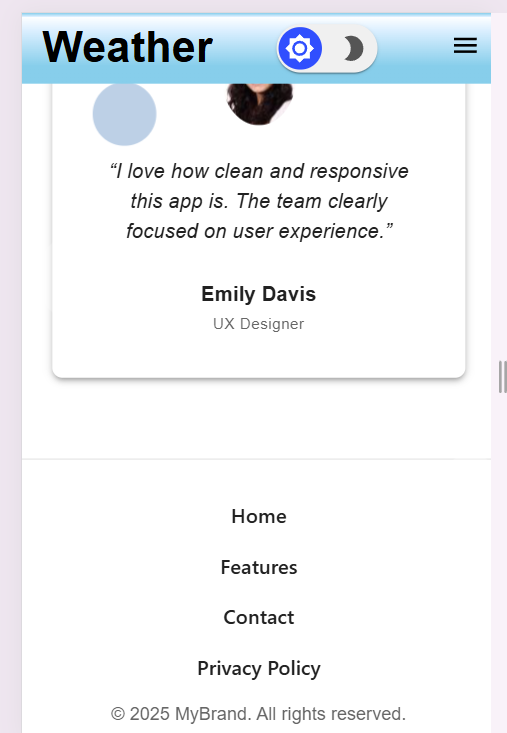 Weather
“I love how clean and responsive
this app is. The team clearly
focused on user experience.”
Emily Davis
UX Designer
Home
Features
Contact
Privacy Policy
© 2025 MyBrand. All rights reserved.